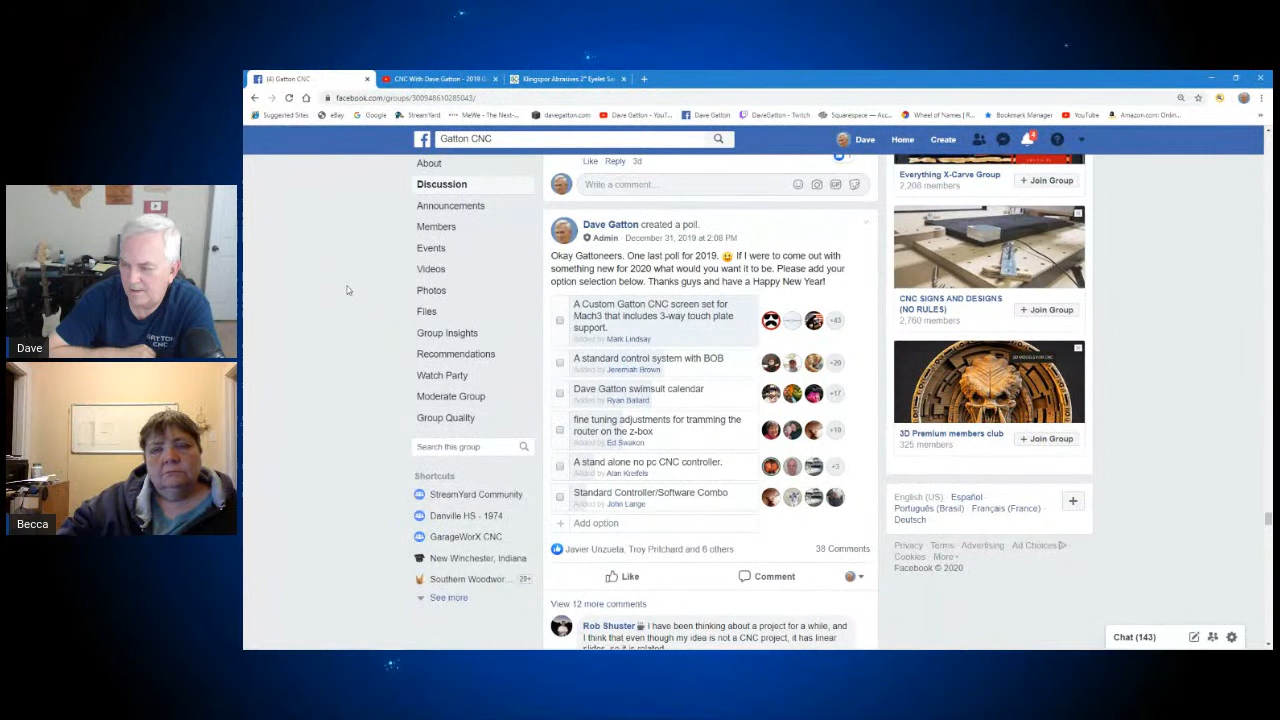 (4) Gatton CNC
CNC With Dave Gatton - 2019 G
Klingspor Abrasives 2" Eyelet Sa
facebook.com/groups/300948610285043/
Suggested Sites
eBay
Google
StreamYard
MeWe - The Next-...
davegatton.com
Dave Gatton - YouT...
Dave Gatton
DaveGatton - Twitch
Squarespace — Acc...
Wheel of Names | R...
Bookmark Manager
YouTube
Amazon.com: Onlin...
Gatton CNC
Dave
Home
Create
4
About
Discussion
Announcements
Members
Events
Videos
Photos
Files
Group Insights
Recommendations
Watch Party
Moderate Group
Group Quality
Search this group
Shortcuts
StreamYard Community
Danville HS - 1974
GarageWorX CNC
New Winchester, Indiana
Southern Woodwor... 20+
See more
Like Reply 3d
1
Write a comment...
GIF
Dave Gatton created a poll.
Admin · December 31, 2019 at 2:08 PM
Okay Gattoneers. One last poll for 2019. 😃 If I were to come out with
something new for 2020 what would you want it to be. Please add your
option selection below. Thanks guys and have a Happy New Year!
A Custom Gatton CNC screen set for
Mach3 that includes 3-way touch plate
support.
Added by Mark Lindsay
+43
A standard control system with BOB
Added by Jeremiah Brown
+20
Dave Gatton swimsuit calendar
Added by Ryan Ballard
+17
fine tuning adjustments for tramming the
router on the z-box
Added by Ed Swakon
+10
A stand alone no pc CNC controller.
Added by Alan Kreifels
+3
Standard Controller/Software Combo
Added by John Lange
Add option
Javier Unzueta, Troy Pritchard and 6 others
38 Comments
Like
Comment
View 12 more comments
Rob Shuster I have been thinking about a project for a while, and
I think that even though my idea is not a CNC project, it has linear
slides, so it is related.
Everything X-Carve Group
2,208 members
+ Join Group
CNC SIGNS AND DESIGNS
(NO RULES)
2,760 members
+ Join Group
3D Premium members club
325 members
+ Join Group
English (US) · Español ·
Português (Brasil) · Français (France) ·
Deutsch
Privacy · Terms · Advertising · Ad Choices
Cookies · More
Facebook © 2020
Chat (143)
GATTON
CNC
Dave
Becca